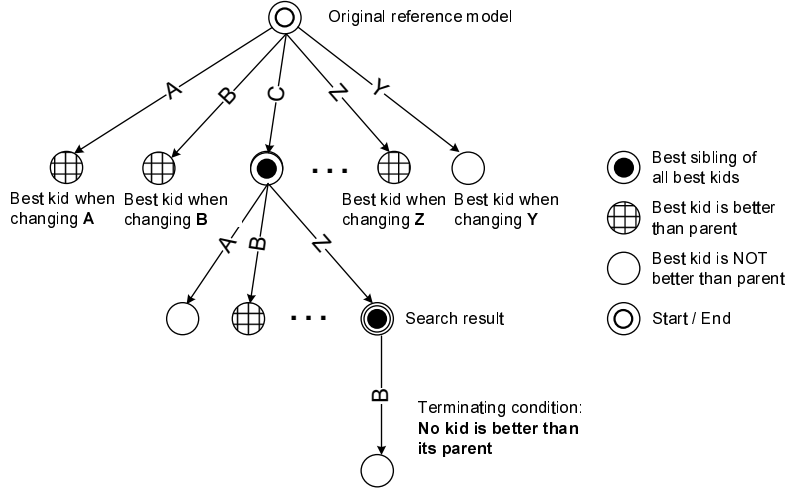 Original reference model
A
B
C
Z
Y
...
Best kid when
changing A
Best kid when
changing B
Best kid when
changing Z
Best kid when
changing Y
Best sibling of
all best kids
Best kid is better
than parent
Best kid is NOT
better than parent
Start / End
A
B
Z
...
Search result
B
Terminating condition:
No kid is better than
its parent